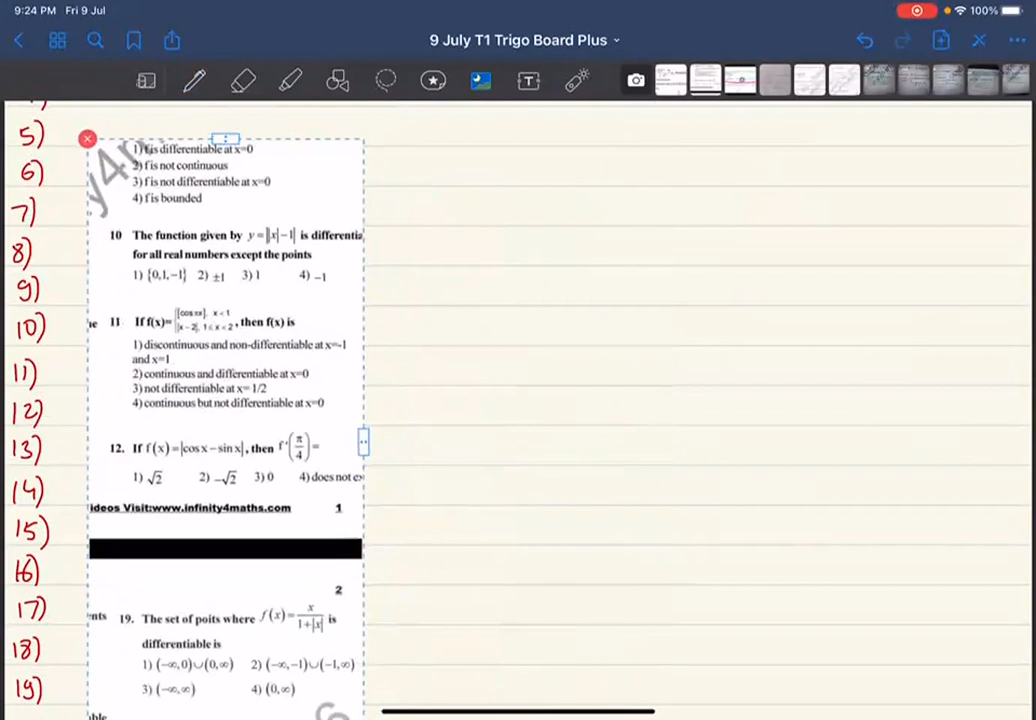 9:24 PM Fri 9 Jul
100%
9 July T1 Trigo Board Plus
5)
6)
7)
8)
9)
10)
11)
12)
13)
14)
15)
16)
17)
18)
19)
1) f is differentiable at x=0
2) f is not continuous
3) f is not differentiable at x=0
4) f is bounded
10 The function given by y=||x|−1| is differentia
for all real numbers except the points
1) {0,1,−1} 2) ±1 3) 1 4) −1
11 If f(x)= |[cos πx], x<1
|x−2|, 1≤x<2, then f(x) is
1) discontinuous and non-differentiable at x=-1
and x=1
2) continuous and differentiable at x=0
3) not differentiable at x= 1/2
4) continuous but not differentiable at x=0
12. If f(x)=|cos x−sin x|, then f'(π/4)=
1) √2 2) −√2 3) 0 4) does not ex
ideos Visit:www.infinity4maths.com 1
2
ents 19. The set of poits where f(x)=x/(1+|x|) is
differentiable is
1) (−∞,0)∪(0,∞) 2) (−∞,−1)∪(−1,∞)
3) (−∞,∞) 4) (0,∞)
able